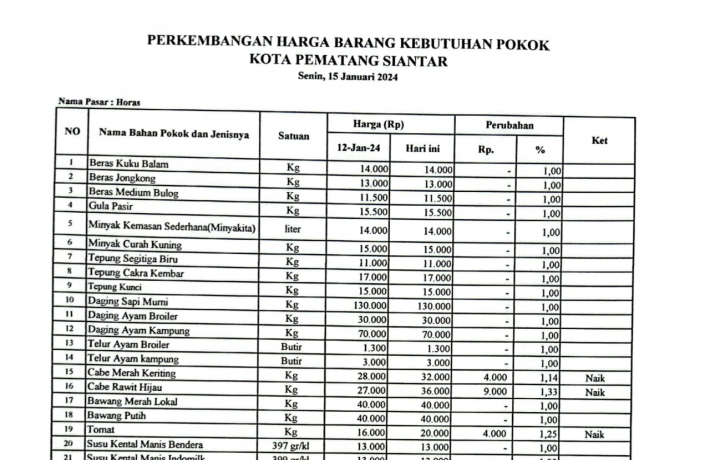 PERKEMBANGAN HARGA BARANG KEBUTUHAN POKOK
KOTA PEMATANG SIANTAR
Senin, 15 Januari 2024
Nama Pasar : Horas
NO Nama Bahan Pokok dan Jenisnya Satuan Harga (Rp) Perubahan Ket
12-Jan-24 Hari ini Rp. %
1 Beras Kuku Balam Kg 14.000 14.000 - 1,00
2 Beras Jongkong Kg 13.000 13.000 - 1,00
3 Beras Medium Bulog Kg 11.500 11.500 - 1,00
4 Gula Pasir Kg 15.500 15.500 - 1,00
5 Minyak Kemasan Sederhana(Minyakita) liter 14.000 14.000 - 1,00
6 Minyak Curah Kuning Kg 15.000 15.000 - 1,00
7 Tepung Segitiga Biru Kg 11.000 11.000 - 1,00
8 Tepung Cakra Kembar Kg 17.000 17.000 - 1,00
9 Tepung Kunci Kg 15.000 15.000 - 1,00
10 Daging Sapi Murni Kg 130.000 130.000 - 1,00
11 Daging Ayam Broiler Kg 30.000 30.000 - 1,00
12 Daging Ayam Kampung Kg 70.000 70.000 - 1,00
13 Telur Ayam Broiler Butir 1.300 1.300 - 1,00
14 Telur Ayam kampung Butir 3.000 3.000 - 1,00
15 Cabe Merah Keriting Kg 28.000 32.000 4.000 1,14 Naik
16 Cabe Rawit Hijau Kg 27.000 36.000 9.000 1,33 Naik
17 Bawang Merah Lokal Kg 40.000 40.000 - 1,00
18 Bawang Putih Kg 40.000 40.000 - 1,00
19 Tomat Kg 16.000 20.000 4.000 1,25 Naik
20 Susu Kental Manis Bendera 397 gr/kl 13.000 13.000 - 1,00
21 Susu Kental Manis Indomilk